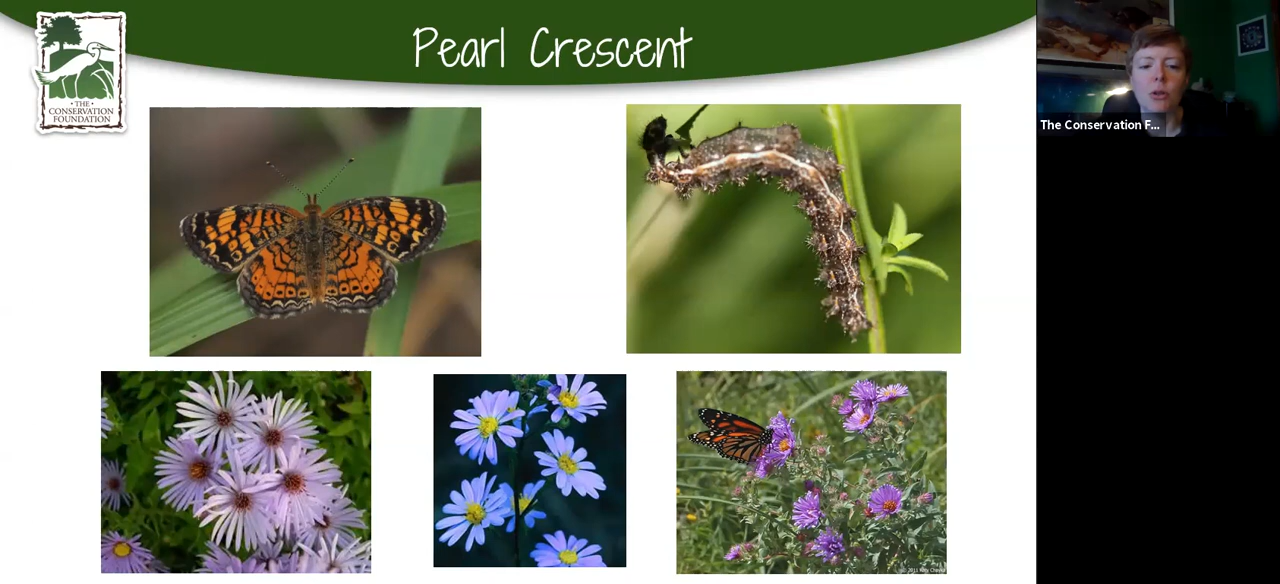 Pearl Crescent
• THE •
CONSERVATION
FOUNDATION
The Conservation F...